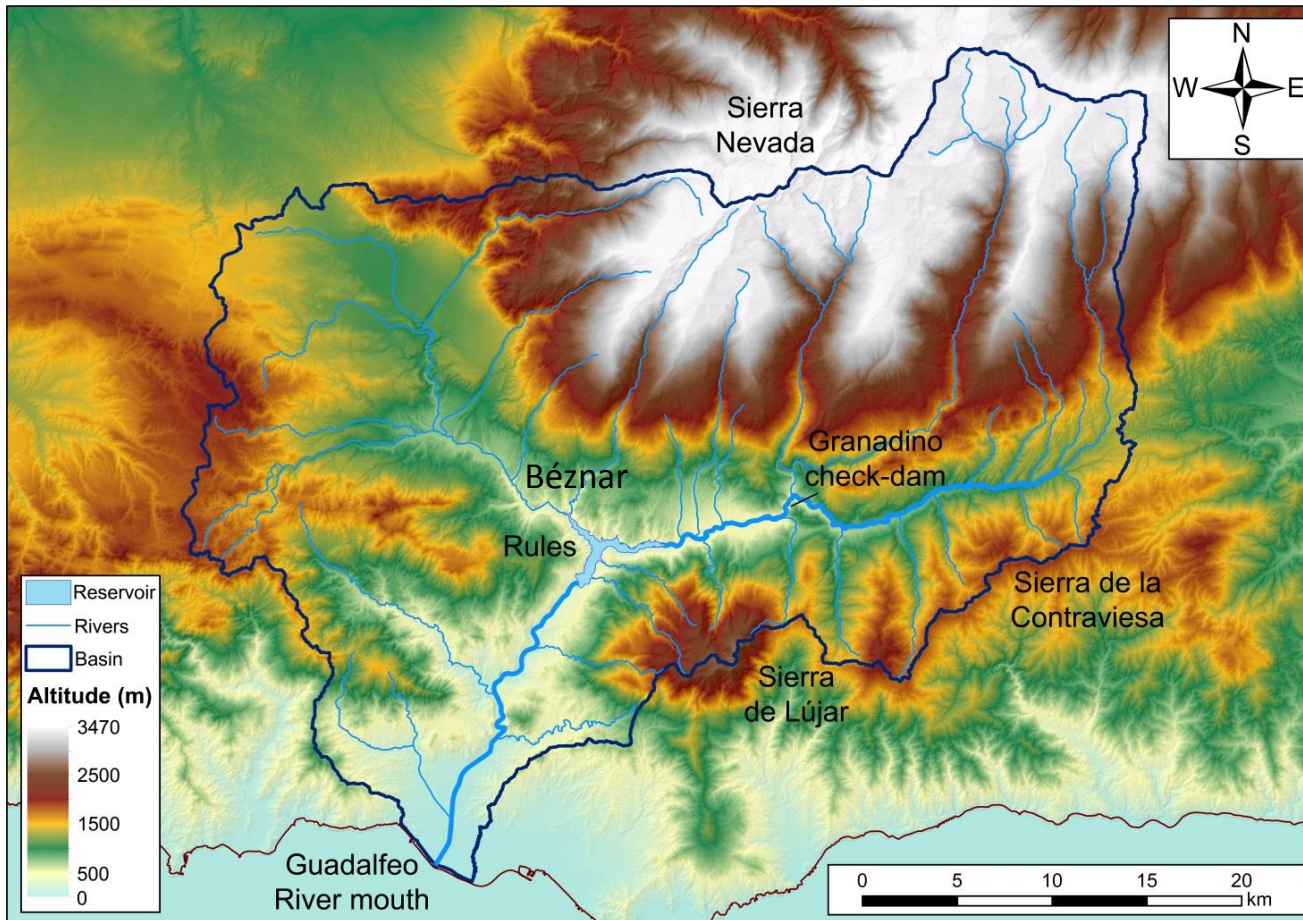 N
W E
S
Sierra
Nevada
Granadino
check-dam
Béznar
Rules
Sierra de la
Contraviesa
Sierra
de Lújar
Guadalfeo
River mouth
Reservoir
Rivers
Basin
Altitude (m)
3470
2500
1500
500
0
0 5 10 15 20
km